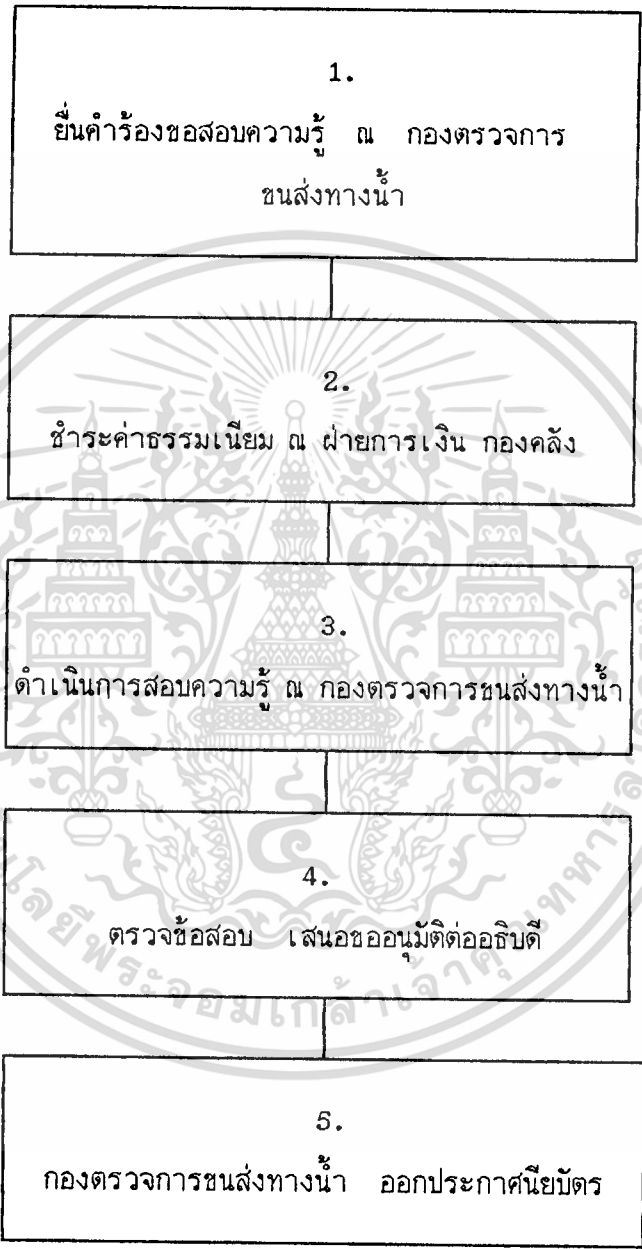 1.
ยื่นคำร้องขอสอบความรู้ ณ กองตรวจการ
ขนส่งทางน้ำ
2.
ชำระค่าธรรมเนียม ณ ฝ่ายการเงิน กองคลัง
3.
ดำเนินการสอบความรู้ ณ กองตรวจการขนส่งทางน้ำ
4.
ตรวจข้อสอบ เสนอขออนุมัติต่ออธิบดี
5.
กองตรวจการขนส่งทางน้ำ ออกประกาศนียบัตร